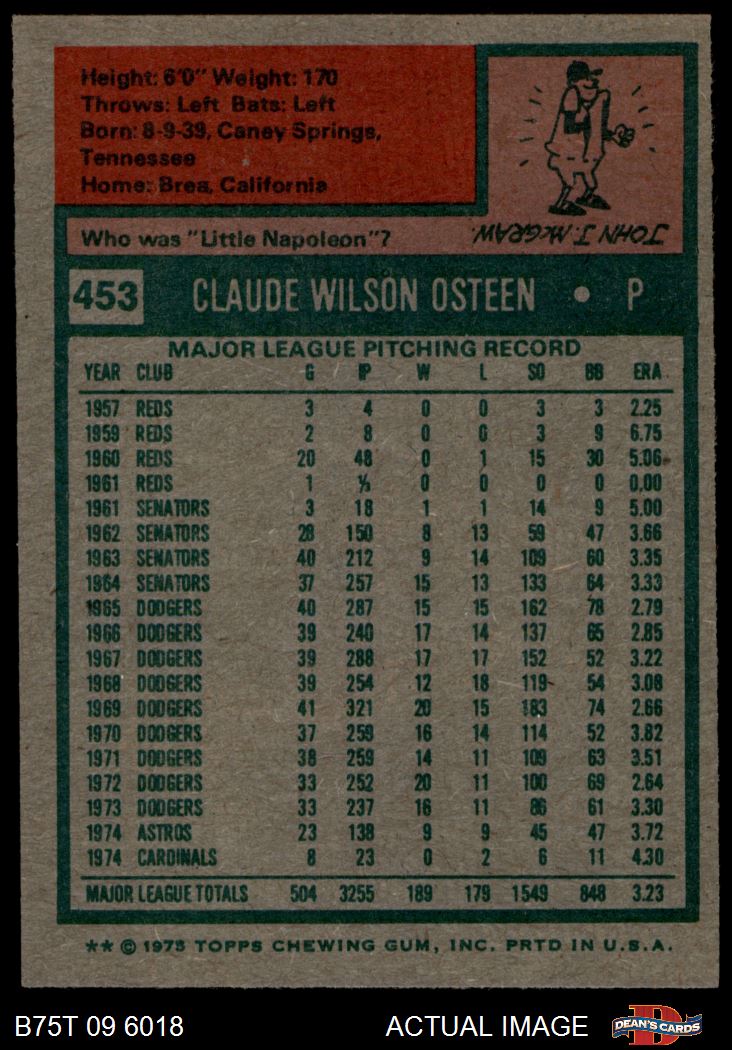 Height: 6'0" Weight: 170
Throws: Left Bats: Left
Born: 8-9-39, Caney Springs,
Tennessee
Home: Brea, California
Who was "Little Napoleon"?
JOHN J. McGRAW.
453 CLAUDE WILSON OSTEEN • P
MAJOR LEAGUE PITCHING RECORD
YEAR CLUB G IP W L SO BB ERA
1957 REDS 3 4 0 0 3 3 2.25
1959 REDS 2 8 0 0 3 9 6.75
1960 REDS 20 48 0 1 15 30 5.06
1961 REDS 1 ⅓ 0 0 0 0 0.00
1961 SENATORS 3 18 1 1 14 9 5.00
1962 SENATORS 28 150 8 13 59 47 3.66
1963 SENATORS 40 212 9 14 109 60 3.35
1964 SENATORS 37 257 15 13 133 64 3.33
1965 DODGERS 40 287 15 15 162 78 2.79
1966 DODGERS 39 240 17 14 137 65 2.85
1967 DODGERS 39 288 17 17 152 52 3.22
1968 DODGERS 39 254 12 18 119 54 3.08
1969 DODGERS 41 321 20 15 183 74 2.66
1970 DODGERS 37 259 16 14 114 52 3.82
1971 DODGERS 38 259 14 11 109 63 3.51
1972 DODGERS 33 252 20 11 100 69 2.64
1973 DODGERS 33 237 16 11 86 61 3.30
1974 ASTROS 23 138 9 9 45 47 3.72
1974 CARDINALS 8 23 0 2 6 11 4.30
MAJOR LEAGUE TOTALS 504 3255 189 179 1549 848 3.23
** © 1975 TOPPS CHEWING GUM, INC. PRTD IN U.S.A.
B75T 09 6018 ACTUAL IMAGE DEAN'S CARDS